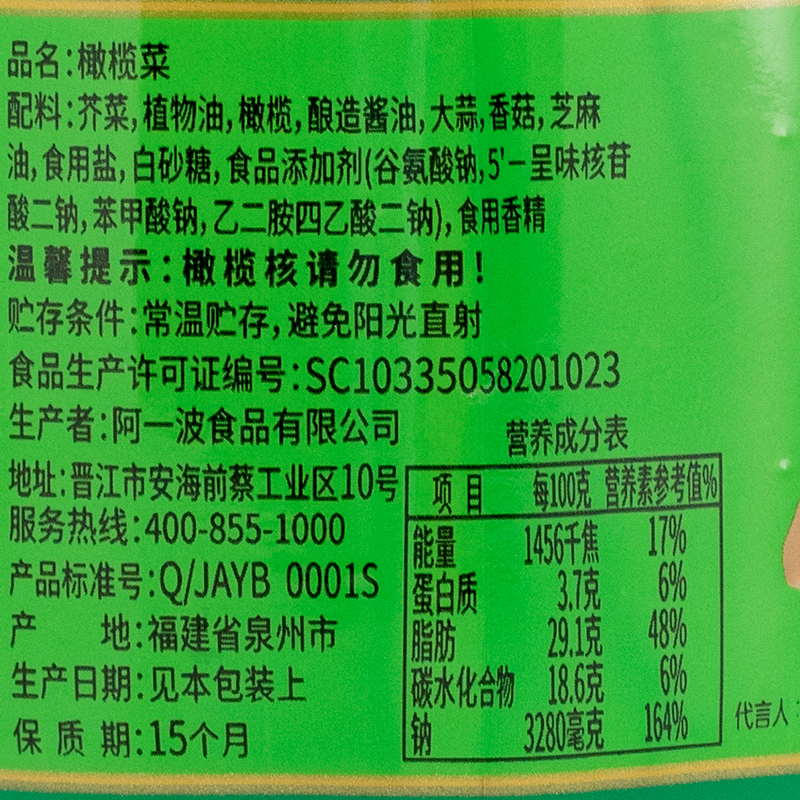 品名:橄榄菜
配料:芥菜,植物油,橄榄,酿造酱油,大蒜,香菇,芝麻
油,食用盐,白砂糖,食品添加剂(谷氨酸钠,5'-呈味核苷
酸二钠,苯甲酸钠,乙二胺四乙酸二钠),食用香精
温馨提示:橄榄核请勿食用!
贮存条件:常温贮存,避免阳光直射
食品生产许可证编号:SC10335058201023
生产者:阿一波食品有限公司
地址:晋江市安海前蔡工业区10号
服务热线:400-855-1000
产品标准号:Q/JAYB 0001S
产 地:福建省泉州市
生产日期:见本包装上
保质期:15个月
营养成分表
项目 每100克 营养素参考值%
能量 1456千焦 17%
蛋白质 3.7克 6%
脂肪 29.1克 48%
碳水化合物 18.6克 6%
钠 3280毫克 164%
代言人: